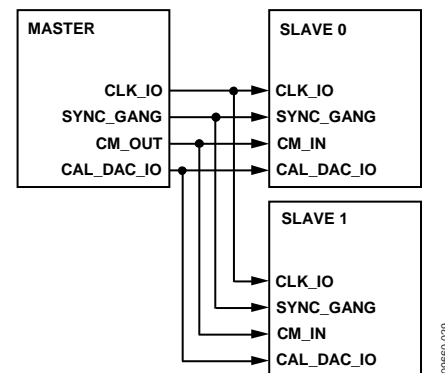 MASTER
CLK_IO
SYNC_GANG
CM_OUT
CAL_DAC_IO
SLAVE 0
CLK_IO
SYNC_GANG
CM_IN
CAL_DAC_IO
SLAVE 1
CLK_IO
SYNC_GANG
CM_IN
CAL_DAC_IO